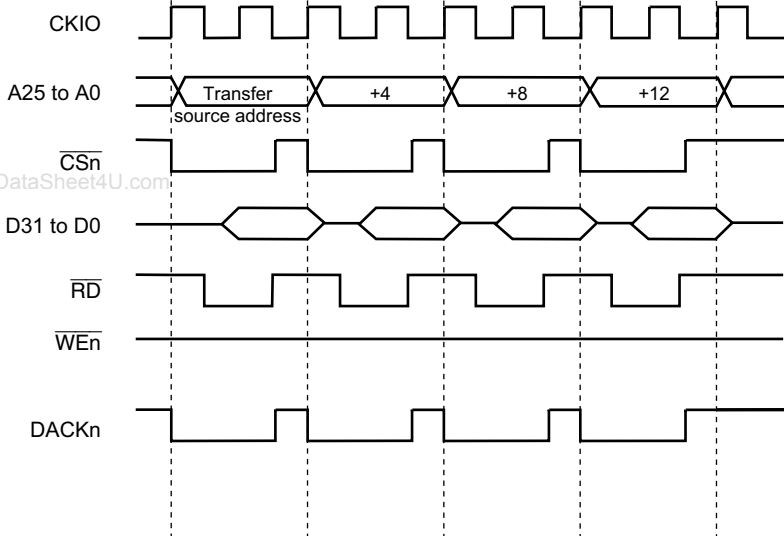 CKIO
A25 to A0
Transfer
source address
+4
+8
+12
CSn
DataSheet4U.com
D31 to D0
RD
WEn
DACKn